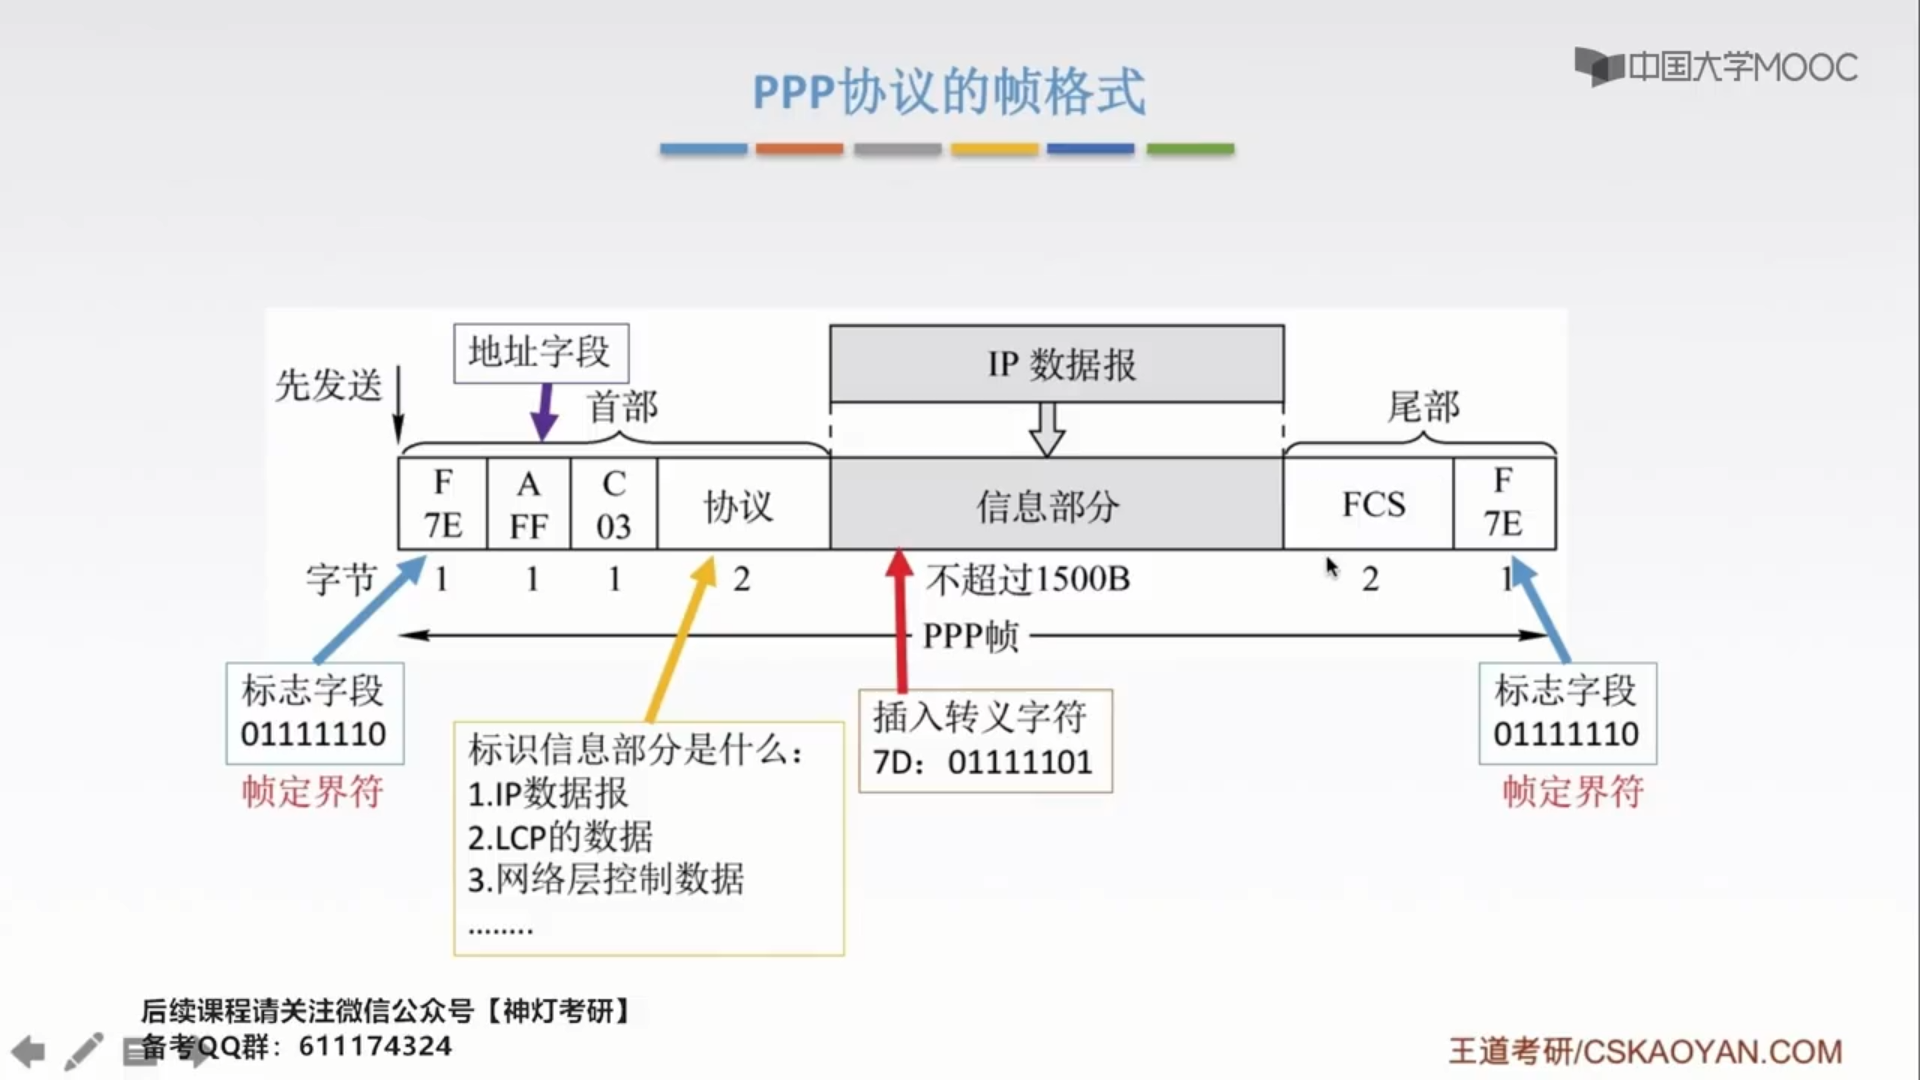 中国大学MOOC
PPP协议的帧格式
地址字段
IP 数据报
先发送
首部
尾部
F
7E
A
FF
C
03
协议
信息部分
FCS
F
7E
字节
1
1
1
2
不超过1500B
2
1
PPP帧
标志字段
01111110
帧定界符
标识信息部分是什么：
1.IP数据报
2.LCP的数据
3.网络层控制数据
........
插入转义字符
7D：01111101
标志字段
01111110
帧定界符
后续课程请关注微信公众号【神灯考研】
备考QQ群：611174324
王道考研/CSKAOYAN.COM